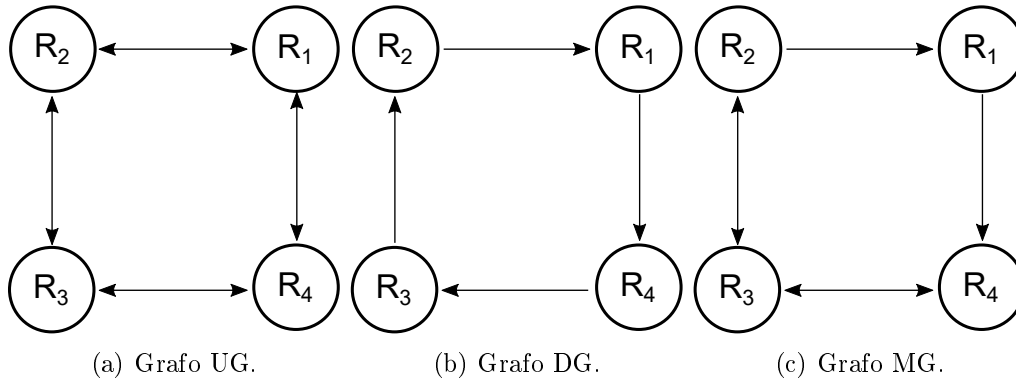 R2 R1 R2 R1 R2 R1
R3 R4 R3 R4 R3 R4
(a) Grafo UG. (b) Grafo DG. (c) Grafo MG.